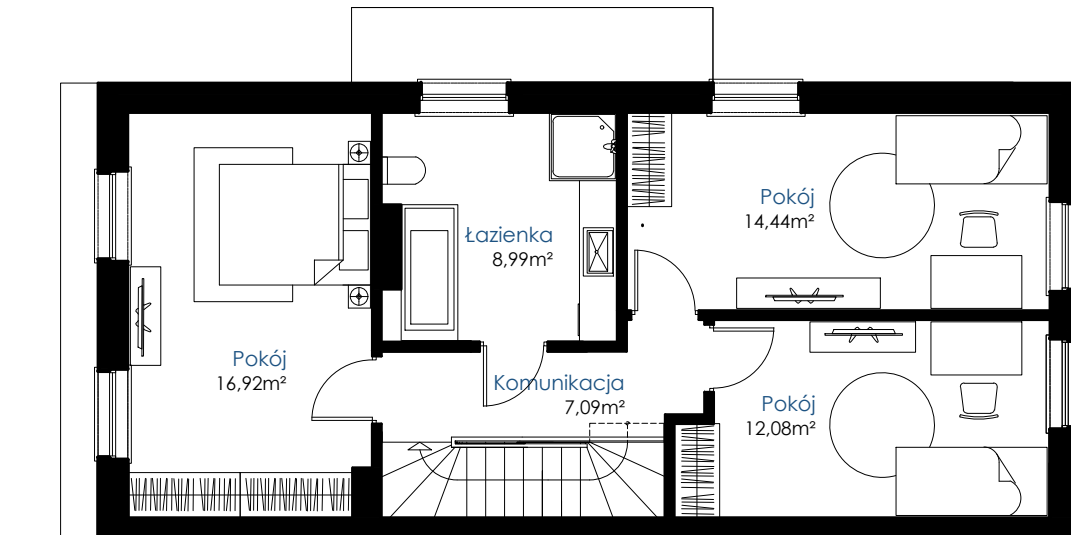 Pokój
14,44m²
Łazienka
8,99m²
Pokój
16,92m²
Komunikacja
7,09m²
Pokój
12,08m²